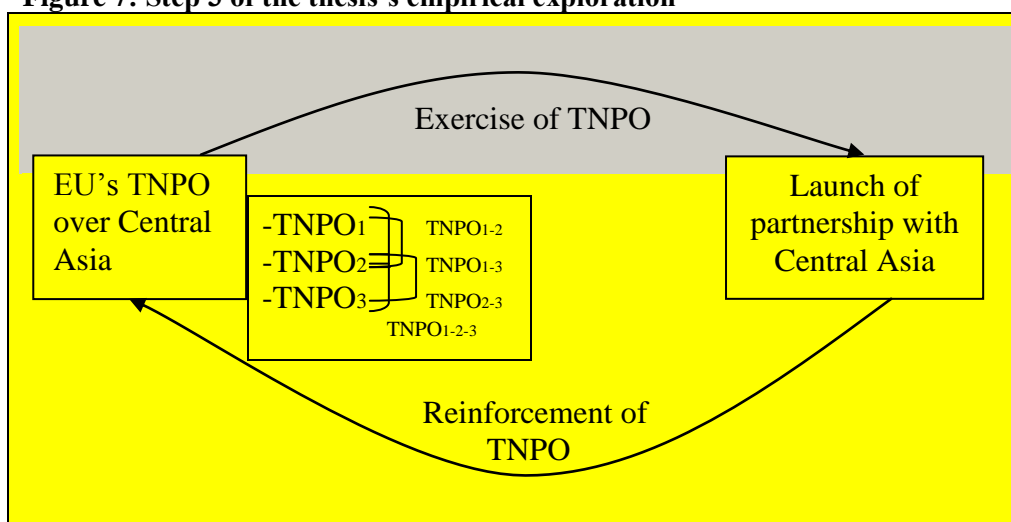 Figure 7: Step 3 of the thesis's empirical exploration
Exercise of TNPO
EU's TNPO
over Central
Asia
-TNPO1
-TNPO2
-TNPO3
TNPO1-2
TNPO1-3
TNPO2-3
TNPO1-2-3
Launch of
partnership with
Central Asia
Reinforcement of
TNPO